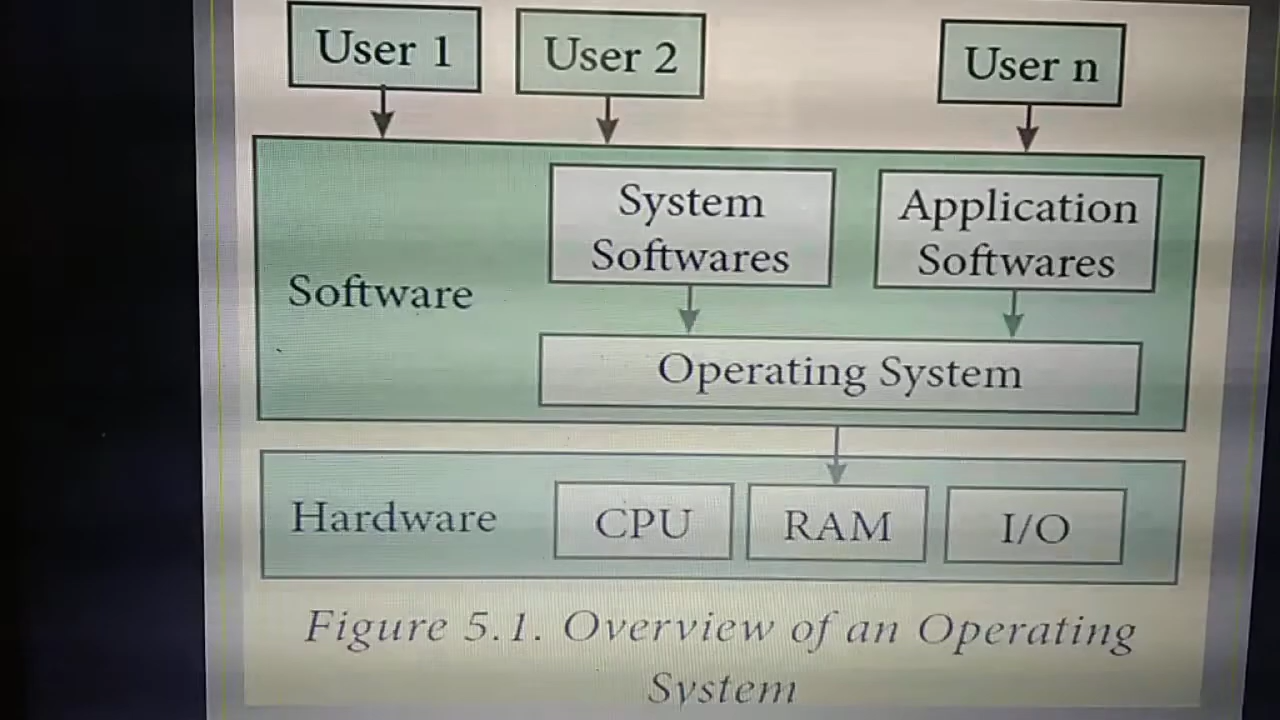 User 1
User 2
User n
System
Softwares
Application
Softwares
Software
Operating System
Hardware
CPU
RAM
I/O
Figure 5.1. Overview of an Operating
System